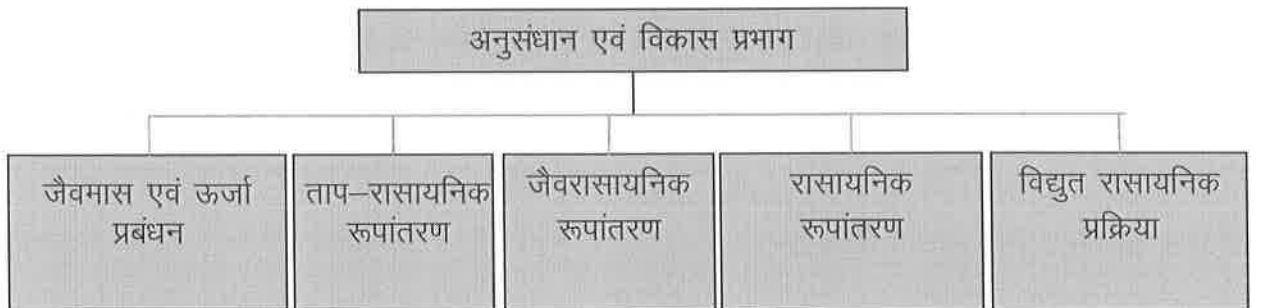 अनुसंधान एवं विकास प्रभाग
जैवमास एवं ऊर्जा
प्रबंधन
ताप–रासायनिक
रूपांतरण
जैवरासायनिक
रूपांतरण
रासायनिक
रूपांतरण
विद्युत रासायनिक
प्रक्रिया